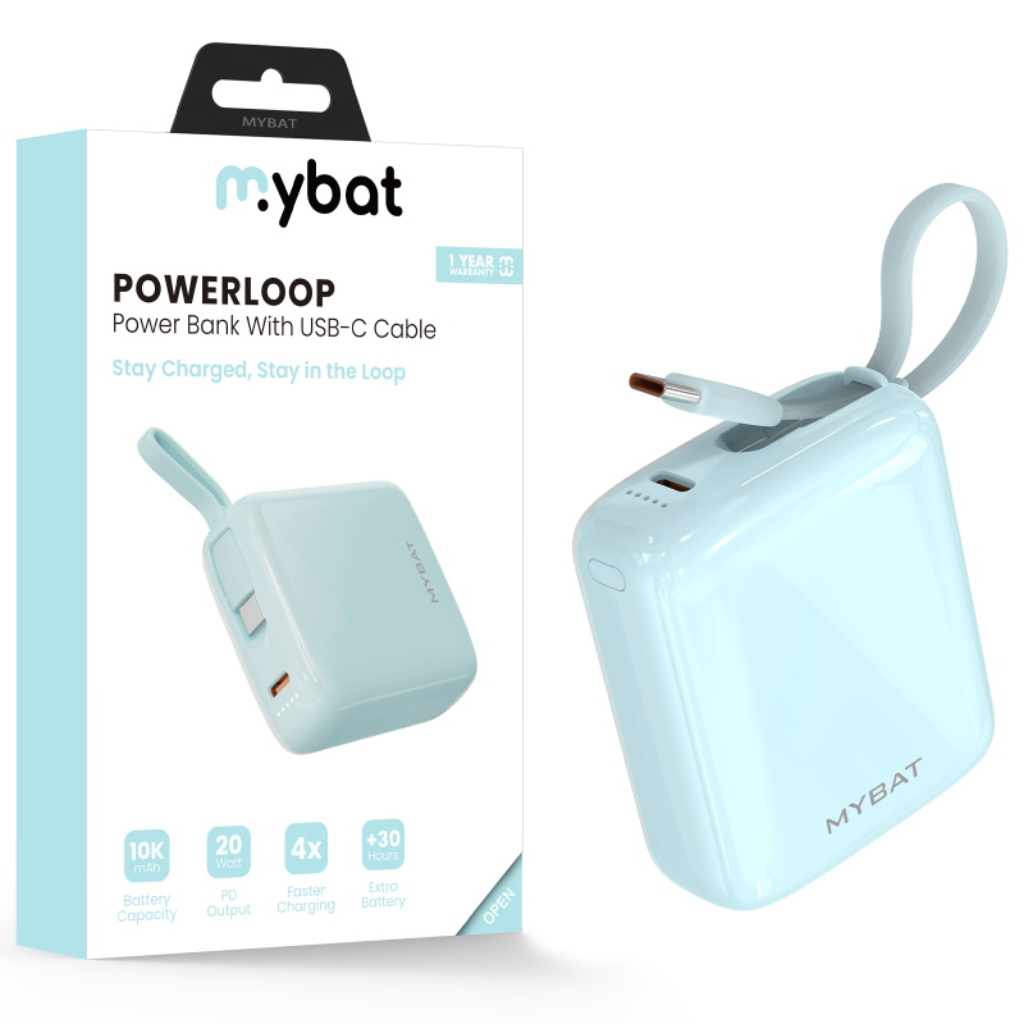 MYBAT
mybat
1 YEAR
WARRANTY
POWERLOOP
Power Bank With USB-C Cable
Stay Charged, Stay in the Loop
MYBAT
10K
mAh
Battery
Capacity
20
Watt
PD
Output
4x
Faster
Charging
+30
Hours
Extra
Battery
OPEN
MYBAT